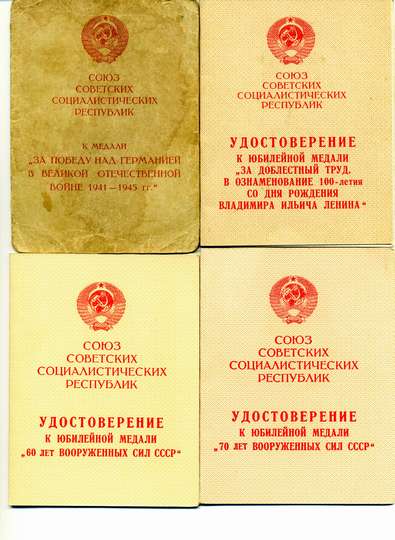 СОЮЗ
СОВЕТСКИХ
СОЦИАЛИСТИЧЕСКИХ
РЕСПУБЛИК
К МЕДАЛИ
„ЗА ПОБЕДУ НАД ГЕРМАНИЕЙ
В ВЕЛИКОЙ ОТЕЧЕСТВЕННОЙ
ВОЙНЕ 1941—1945 гг."
СОЮЗ
СОВЕТСКИХ
СОЦИАЛИСТИЧЕСКИХ
РЕСПУБЛИК
УДОСТОВЕРЕНИЕ
К ЮБИЛЕЙНОЙ МЕДАЛИ
„ЗА ДОБЛЕСТНЫЙ ТРУД.
В ОЗНАМЕНОВАНИЕ 100-летия
СО ДНЯ РОЖДЕНИЯ
ВЛАДИМИРА ИЛЬИЧА ЛЕНИНА"
СОЮЗ
СОВЕТСКИХ
СОЦИАЛИСТИЧЕСКИХ
РЕСПУБЛИК
УДОСТОВЕРЕНИЕ
К ЮБИЛЕЙНОЙ МЕДАЛИ
„60 ЛЕТ ВООРУЖЕННЫХ СИЛ СССР"
СОЮЗ
СОВЕТСКИХ
СОЦИАЛИСТИЧЕСКИХ
РЕСПУБЛИК
УДОСТОВЕРЕНИЕ
К ЮБИЛЕЙНОЙ МЕДАЛИ
„70 ЛЕТ ВООРУЖЕННЫХ СИЛ СССР"